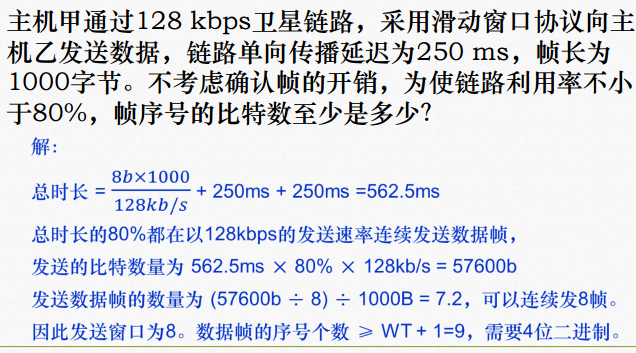 主机甲通过128 kbps卫星链路，采用滑动窗口协议向主
机乙发送数据，链路单向传播延迟为250 ms，帧长为
1000字节。不考虑确认帧的开销，为使链路利用率不小
于80%，帧序号的比特数至少是多少？
解：
总时长 = 8b×1000 / 128kb/s + 250ms + 250ms =562.5ms
总时长的80%都在以128kbps的发送速率连续发送数据帧，
发送的比特数量为 562.5ms × 80% × 128kb/s = 57600b
发送数据帧的数量为 (57600b ÷ 8) ÷ 1000B = 7.2，可以连续发8帧。
因此发送窗口为8。数据帧的序号个数 ⩾ WT + 1=9，需要4位二进制。